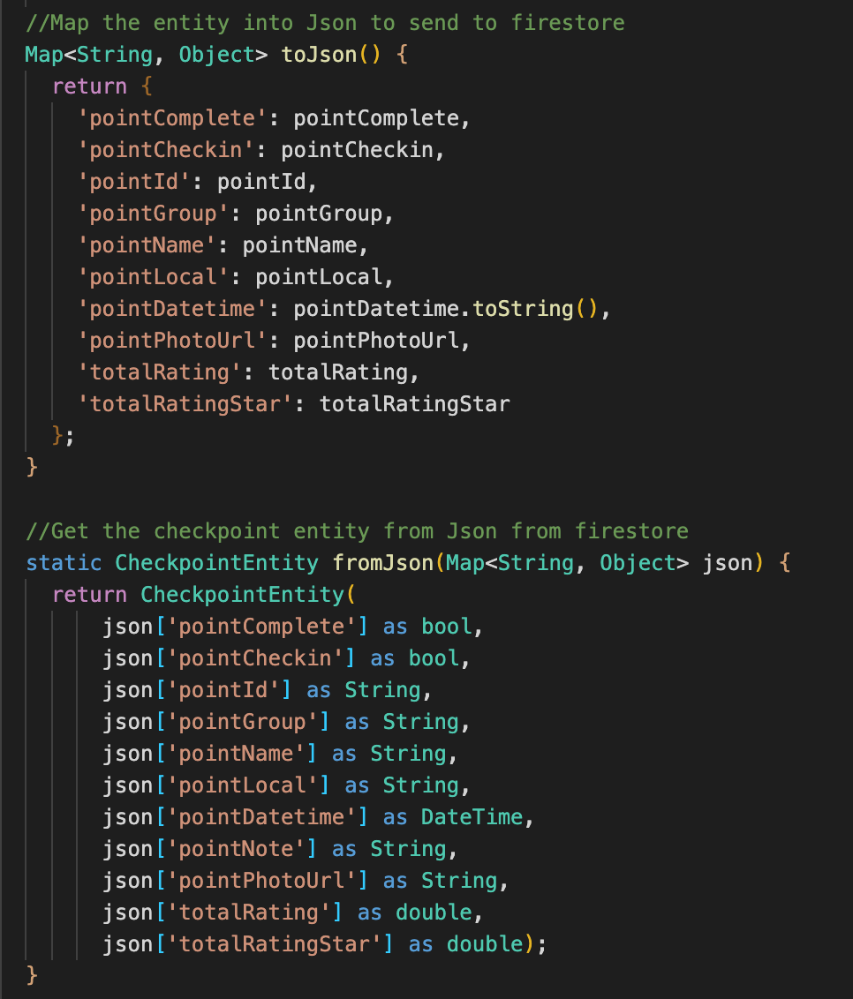 //Map the entity into Json to send to firestore
Map<String, Object> toJson() {
  return {
    'pointComplete': pointComplete,
    'pointCheckin': pointCheckin,
    'pointId': pointId,
    'pointGroup': pointGroup,
    'pointName': pointName,
    'pointLocal': pointLocal,
    'pointDatetime': pointDatetime.toString(),
    'pointPhotoUrl': pointPhotoUrl,
    'totalRating': totalRating,
    'totalRatingStar': totalRatingStar
  };
}

//Get the checkpoint entity from Json from firestore
static CheckpointEntity fromJson(Map<String, Object> json) {
  return CheckpointEntity(
      json['pointComplete'] as bool,
      json['pointCheckin'] as bool,
      json['pointId'] as String,
      json['pointGroup'] as String,
      json['pointName'] as String,
      json['pointLocal'] as String,
      json['pointDatetime'] as DateTime,
      json['pointNote'] as String,
      json['pointPhotoUrl'] as String,
      json['totalRating'] as double,
      json['totalRatingStar'] as double);
}